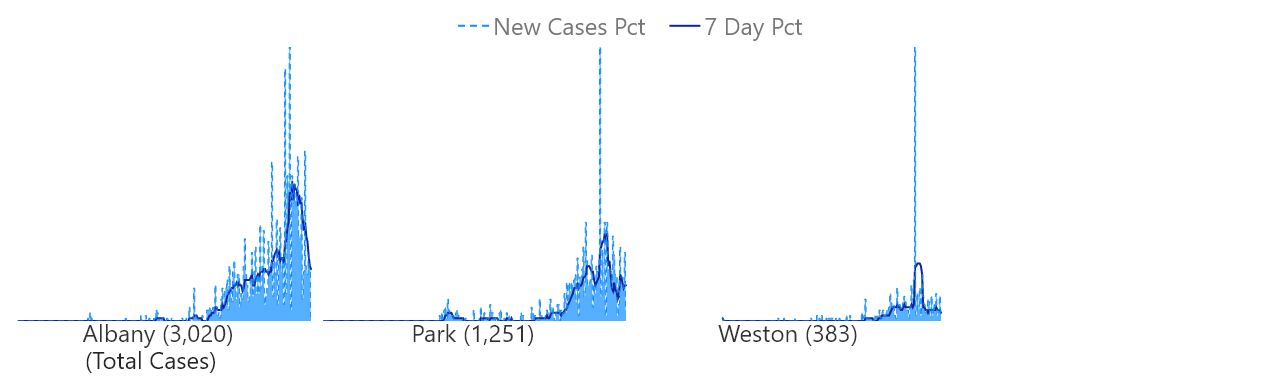 New Cases Pct 7 Day Pct
Albany (3,020) Park (1,251) Weston (383)
(Total Cases)